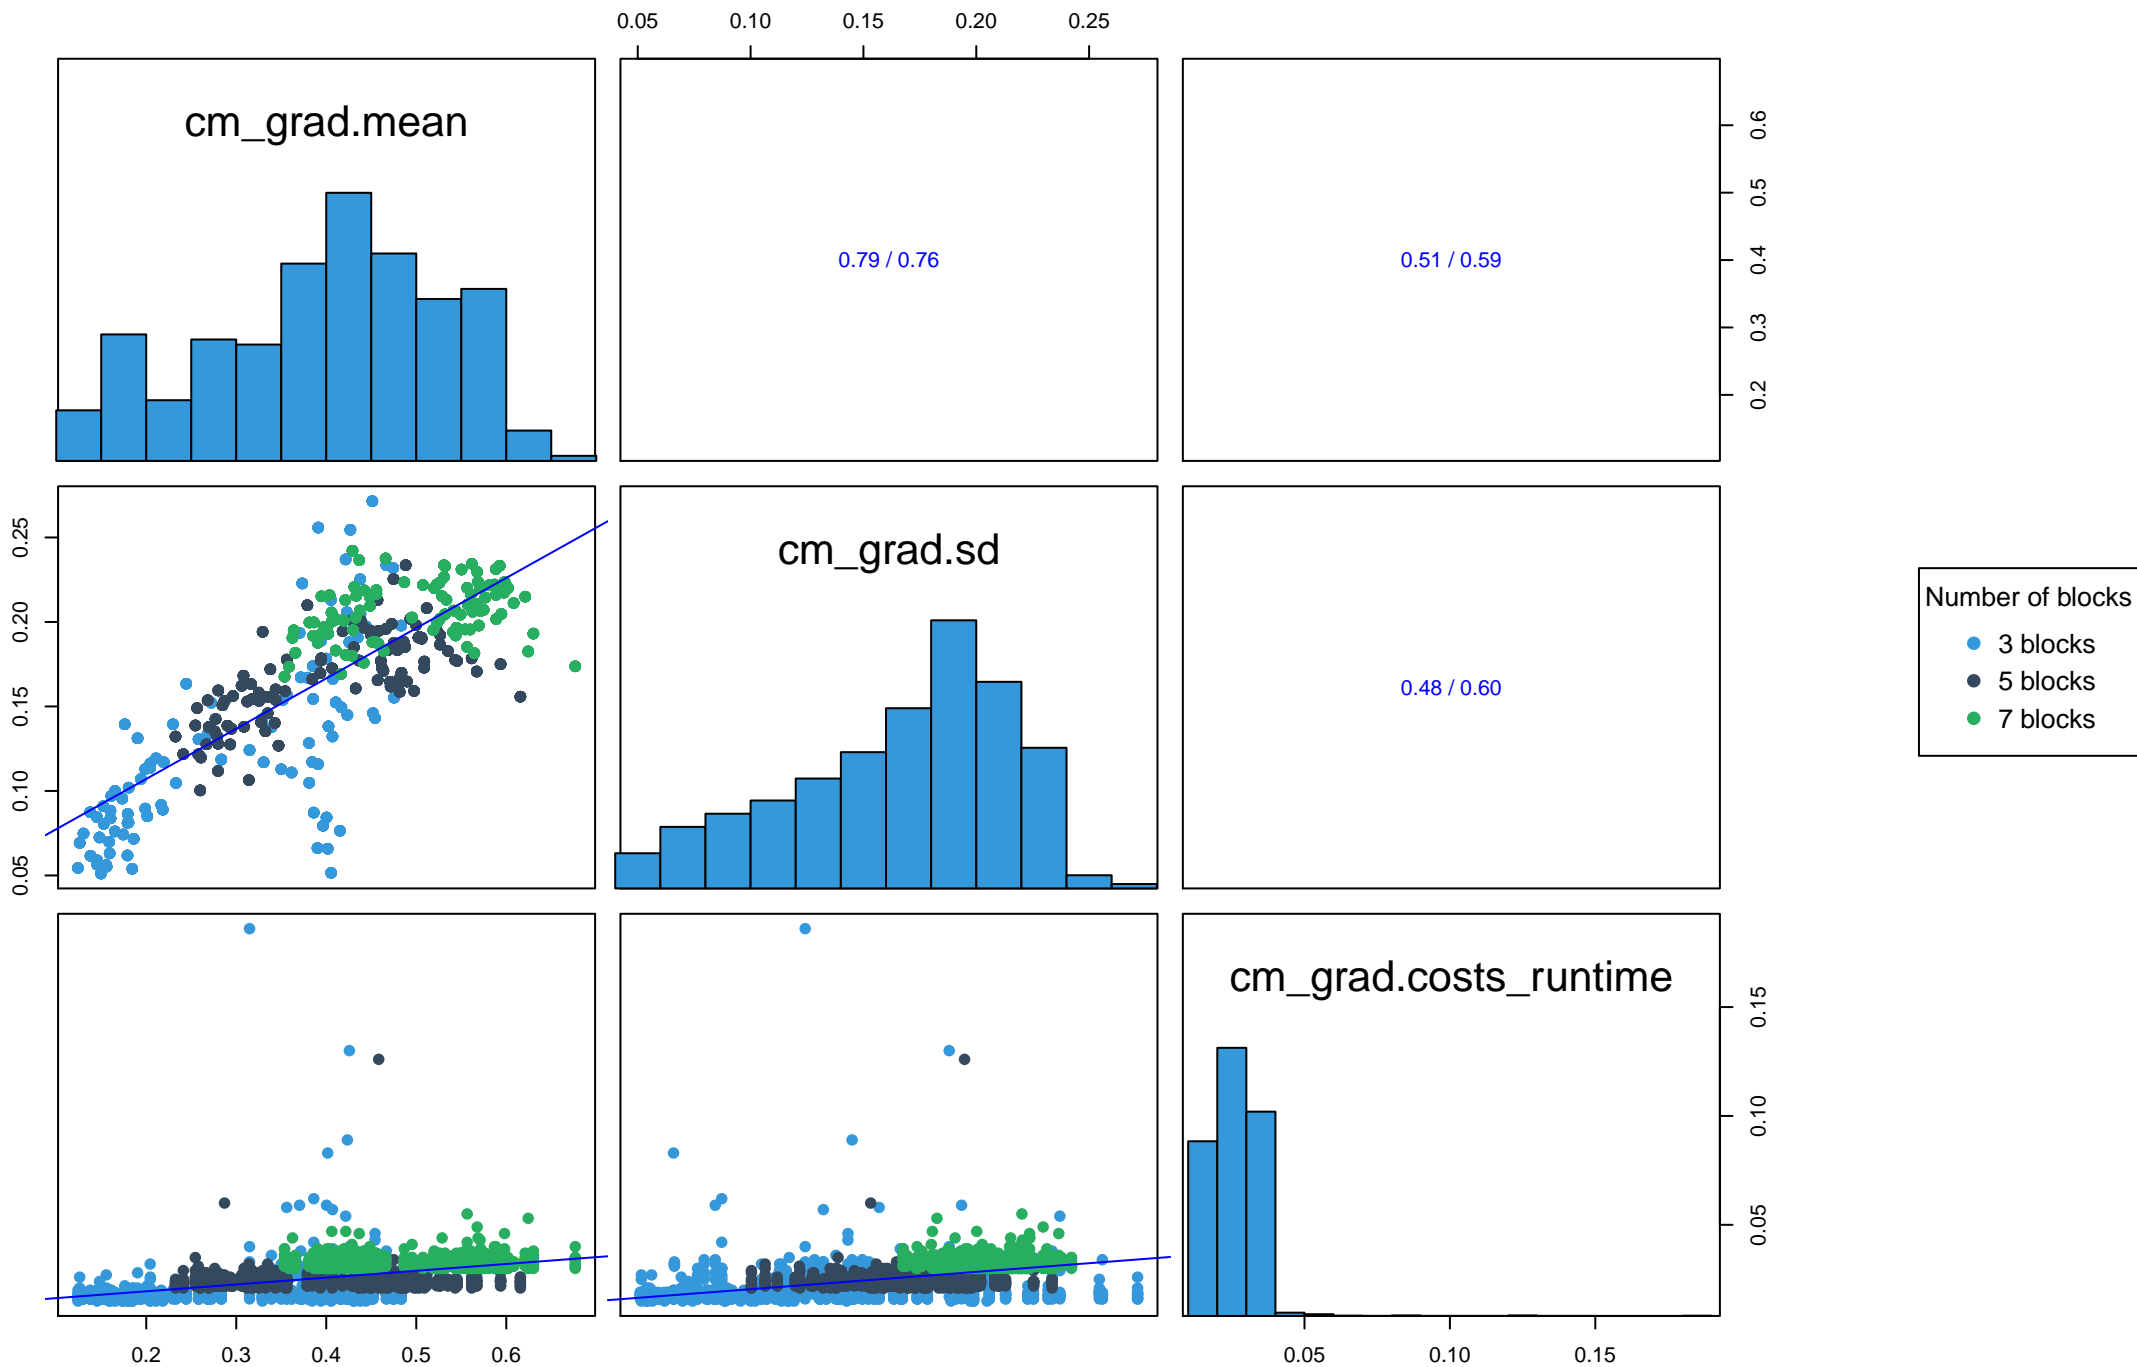 0.05 0.10 0.15 0.20 0.25
cm_grad.mean
0.79 / 0.76
0.51 / 0.59
0.6
0.5
0.4
0.3
0.2
0.25
0.20
0.15
0.10
0.05
cm_grad.sd
0.48 / 0.60
Number of blocks
3 blocks
5 blocks
7 blocks
cm_grad.costs_runtime
0.15
0.10
0.05
0.2 0.3 0.4 0.5 0.6
0.05 0.10 0.15